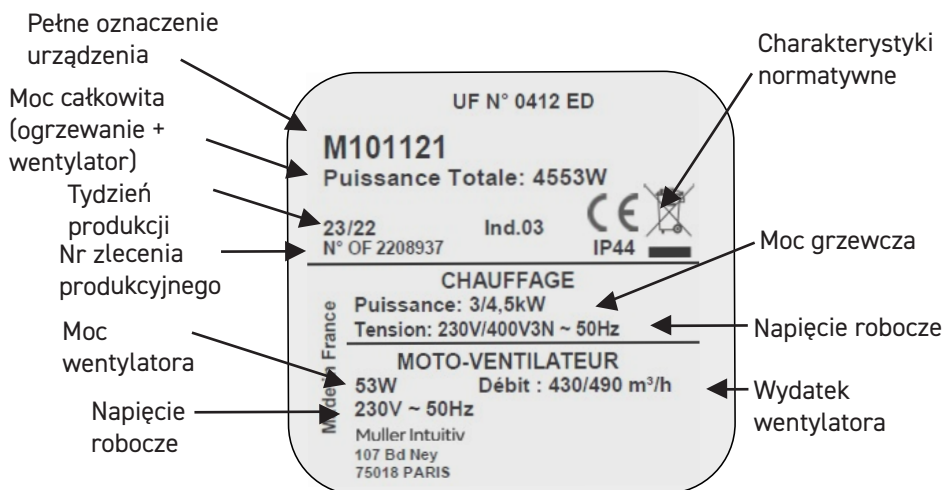 Pełne oznaczenie
urządzenia
Moc całkowita
(ogrzewanie +
wentylator)
Tydzień
produkcji
Nr zlecenia
produkcyjnego
Moc
wentylatora
Napięcie
robocze
UF N° 0412 ED
M101121
Puissance Totale: 4553W
23/22 Ind.03
N° OF 2208937
CE
IP44
CHAUFFAGE
Puissance: 3/4,5kW
Tension: 230V/400V3N ~ 50Hz
MOTO-VENTILATEUR
53W Débit : 430/490 m³/h
230V ~ 50Hz
Made in France
Muller Intuitiv
107 Bd Ney
75018 PARIS
Charakterystyki
normatywne
Moc grzewcza
Napięcie robocze
Wydatek
wentylatora